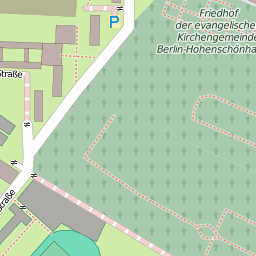 Friedhof
der evangelische
Kirchengemeinde
Berlin-Hohenschönha
P
Straße
straße